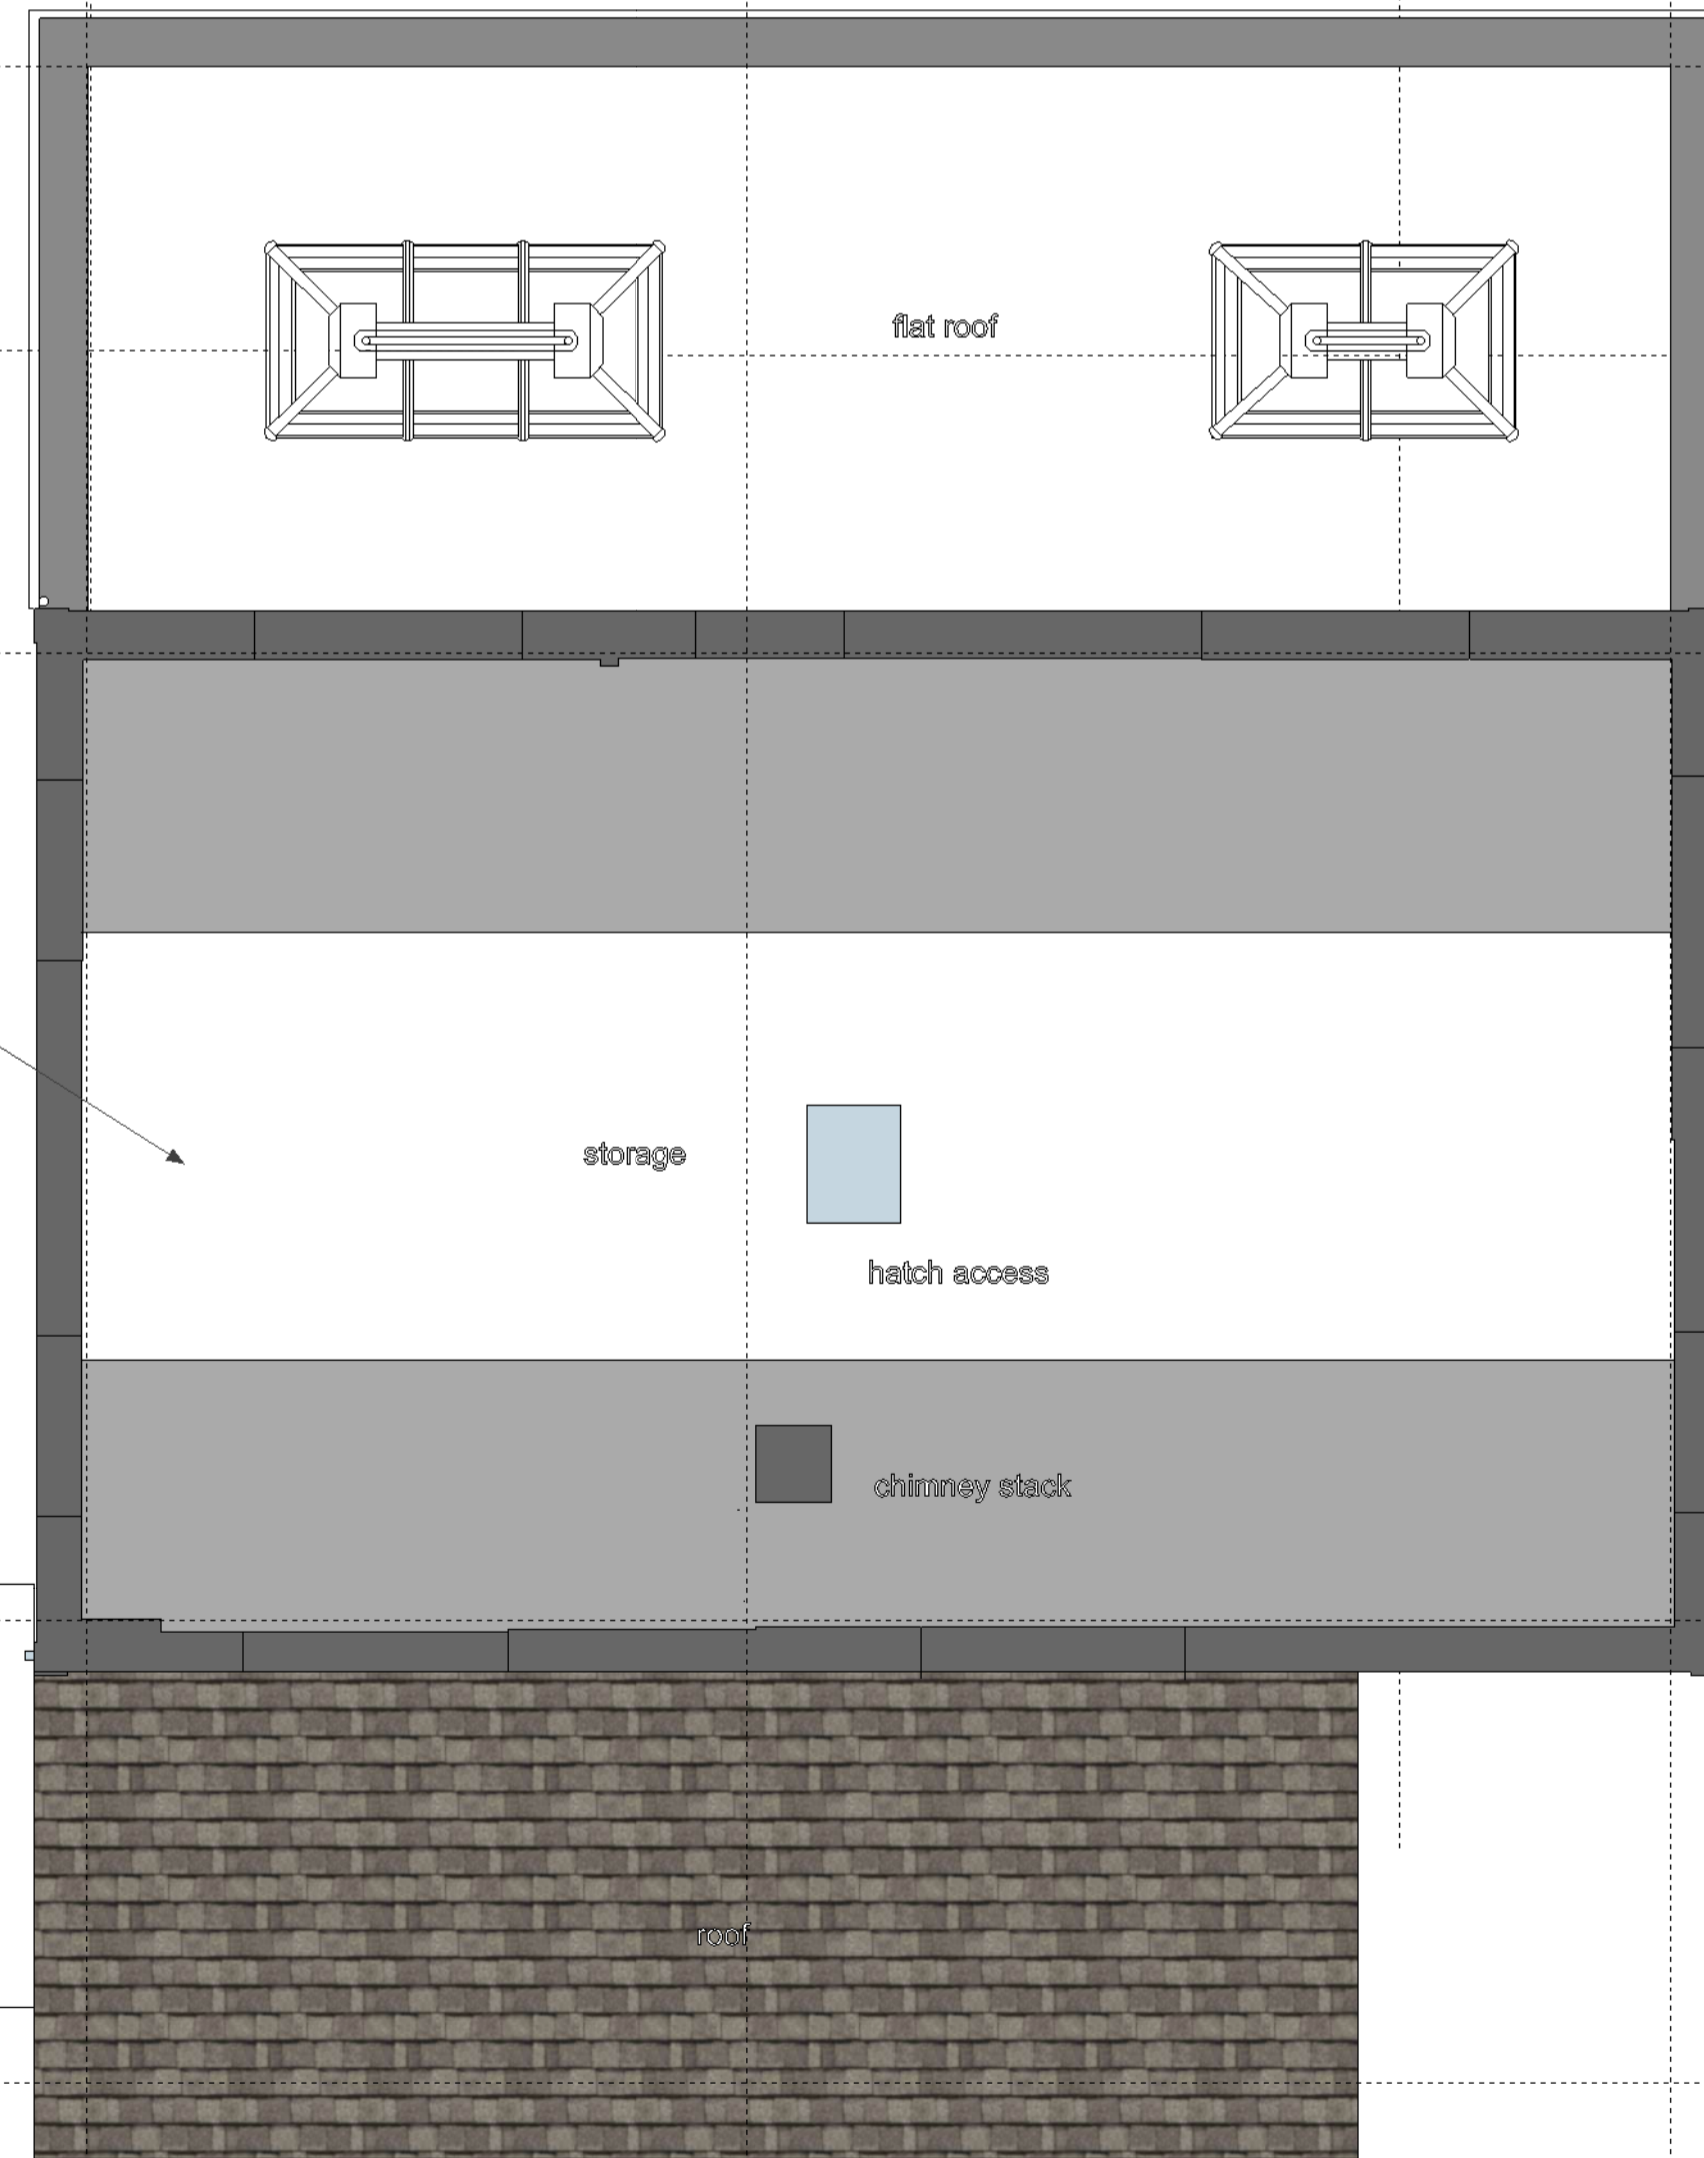 flat roof
storage
hatch access
chimney stack
roof